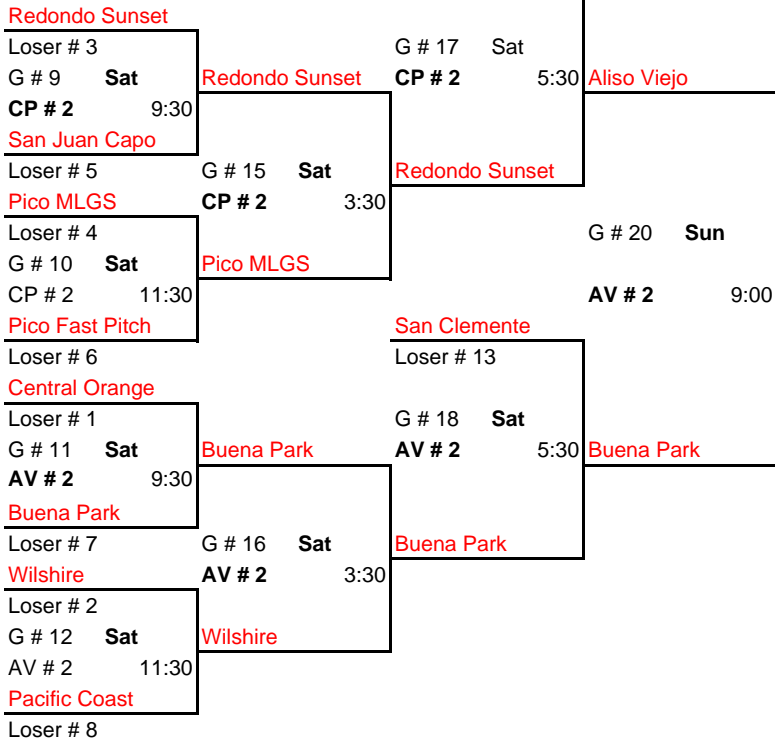 Redondo Sunset
Loser # 3
G # 17 Sat
G # 9 Sat
Redondo Sunset
CP # 2 5:30
Aliso Viejo
CP # 2 9:30
San Juan Capo
Loser # 5
G # 15 Sat
Redondo Sunset
Pico MLGS
CP # 2 3:30
Loser # 4
G # 20 Sun
G # 10 Sat
Pico MLGS
CP # 2 11:30
AV # 2 9:00
Pico Fast Pitch
San Clemente
Loser # 6
Loser # 13
Central Orange
Loser # 1
G # 18 Sat
G # 11 Sat
Buena Park
AV # 2 5:30
Buena Park
AV # 2 9:30
Buena Park
Loser # 7
G # 16 Sat
Buena Park
Wilshire
AV # 2 3:30
Loser # 2
G # 12 Sat
Wilshire
AV # 2 11:30
Pacific Coast
Loser # 8